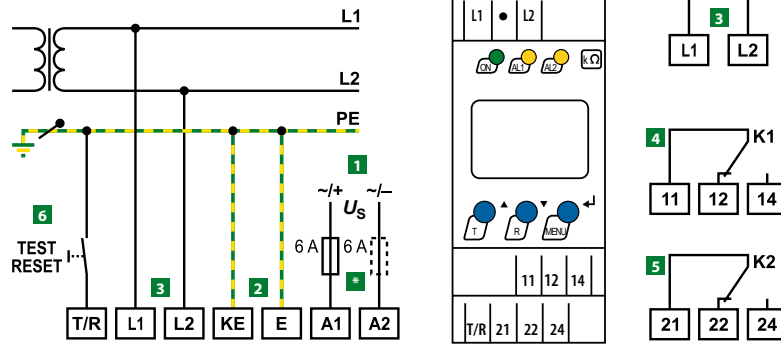 L1
L2
PE
1
~/+ ~/–
US
6 A 6 A
*
6
TEST
RESET
3
2
T/R L1 L2 KE E A1 A2
L1 • L2
ON AL1 AL2 kΩ
T R MENU
11 12 14
T/R 21 22 24
3
L1 L2
4
K1
11 12 14
5
K2
21 22 24